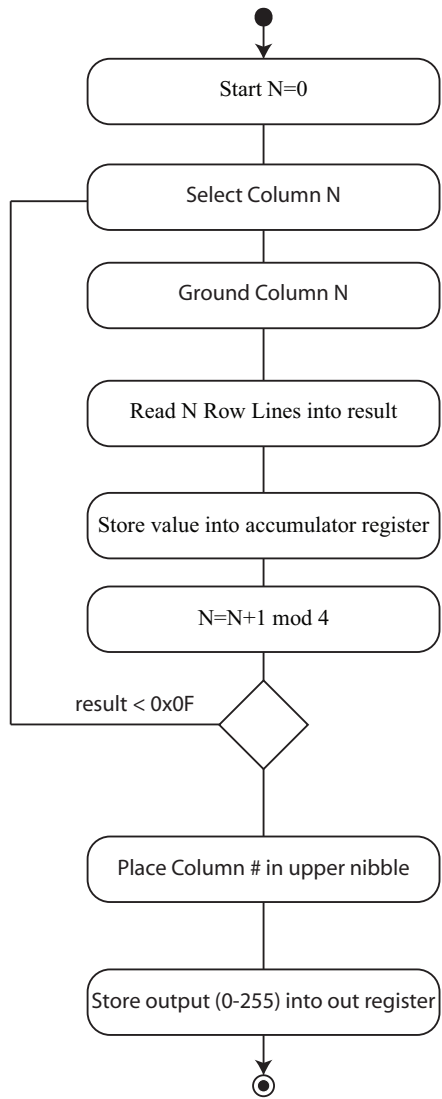 Start N=0
Select Column N
Ground Column N
Read N Row Lines into result
Store value into accumulator register
N=N+1 mod 4
result < 0x0F
Place Column # in upper nibble
Store output (0-255) into out register